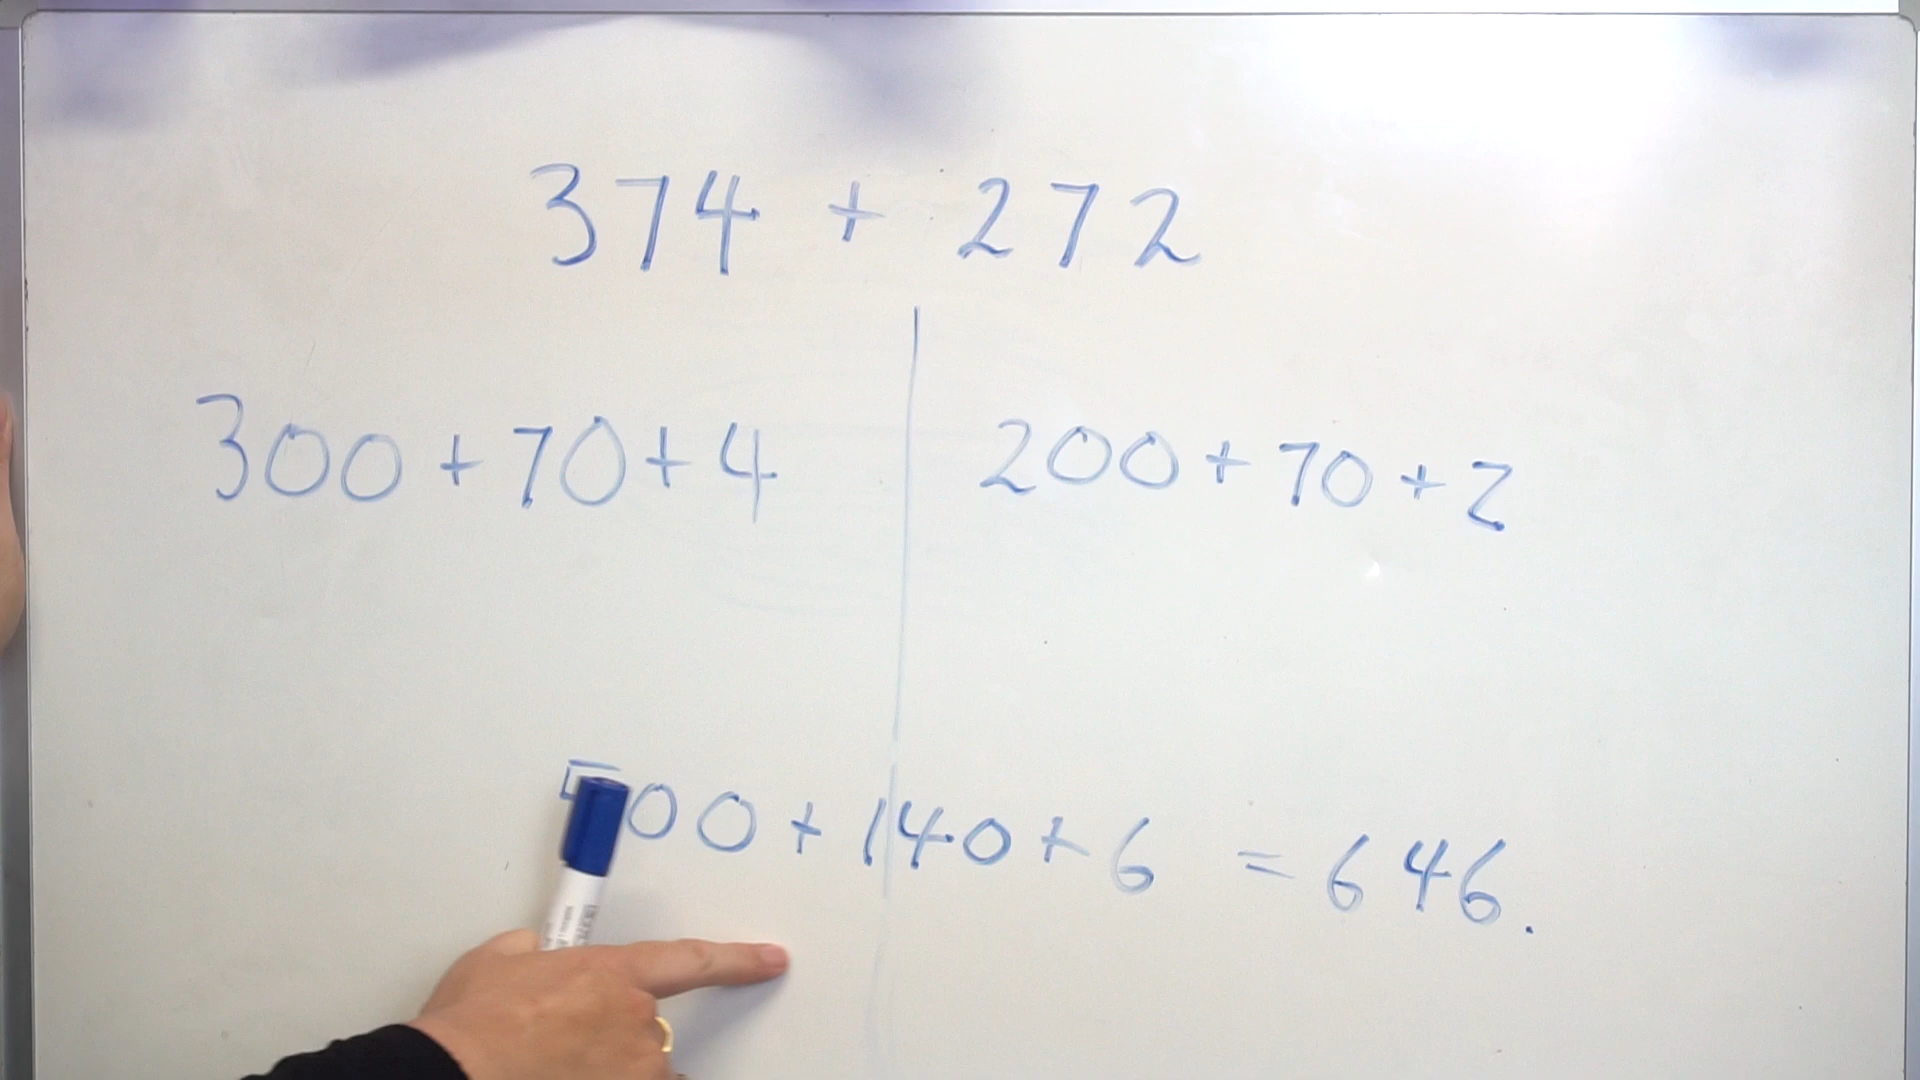 374 + 272
300 + 70 + 4 200 + 70 + 2
500 + 140 + 6 = 646.